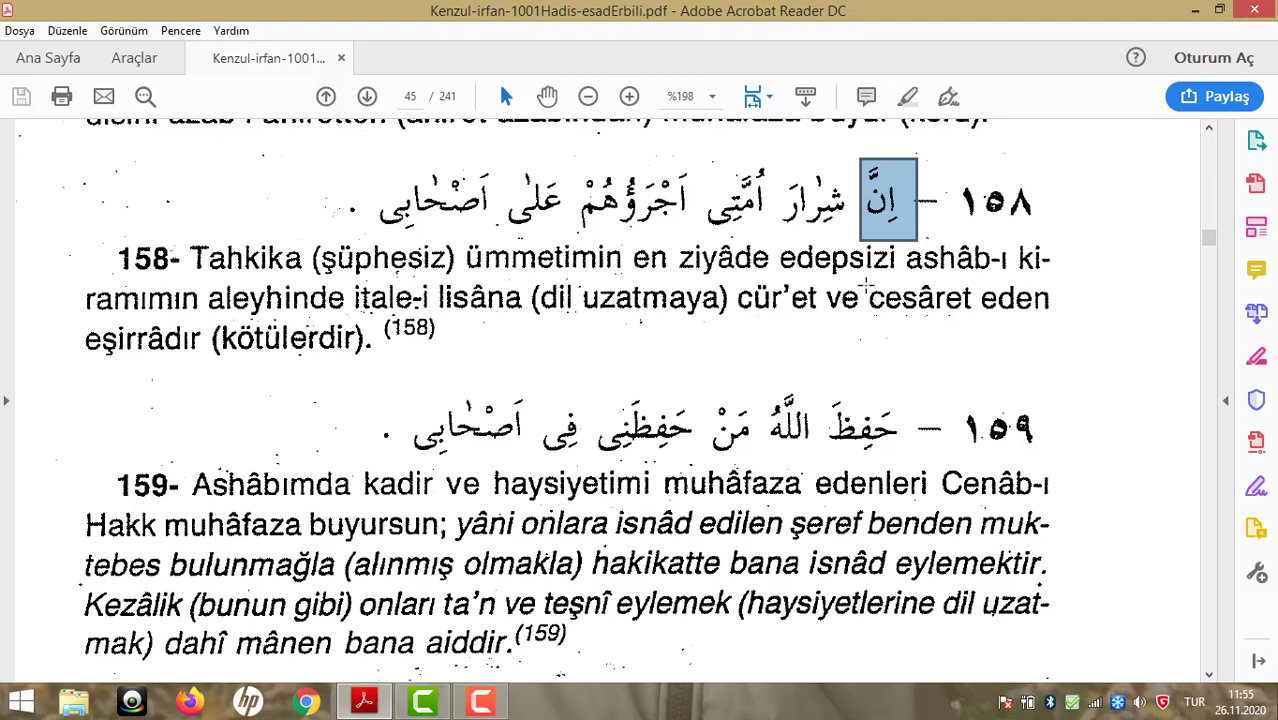 Kenzul-irfan-1001Hadis-esadErbili.pdf - Adobe Acrobat Reader DC
Dosya Düzenle Görünüm Pencere Yardım
Ana Sayfa Araçlar Kenzul-irfan-1001... × Oturum Aç
45 / 241 %198 Paylaş
١٥٨ – اِنَّ شِرٰارَ اُمَّتِى اَجْرَؤُهُمْ عَلٰى اَصْحٰابِى .
158- Tahkika (şüphesiz) ümmetimin en ziyâde edepsizi ashâb-ı ki-
ramımın aleyhinde itale-i lisâna (dil uzatmaya) cür'et ve cesâret eden
eşirrâdır (kötülerdir). (158)
١٥٩ – حَفِظَ اللَّهُ مَنْ حَفِظَنِى فِى اَصْحٰابِى .
159- Ashâbımda kadir ve haysiyetimi muhâfaza edenleri Cenâb-ı
Hakk muhâfaza buyursun; yâni onlara isnâd edilen şeref benden muk-
tebes bulunmağla (alınmış olmakla) hakikatte bana isnâd eylemektir.
Kezâlik (bunun gibi) onları ta'n ve teşnî eylemek (haysiyetlerine dil uzat-
mak) dahî mânen bana aiddir. (159)
TUR 11:55
26.11.2020